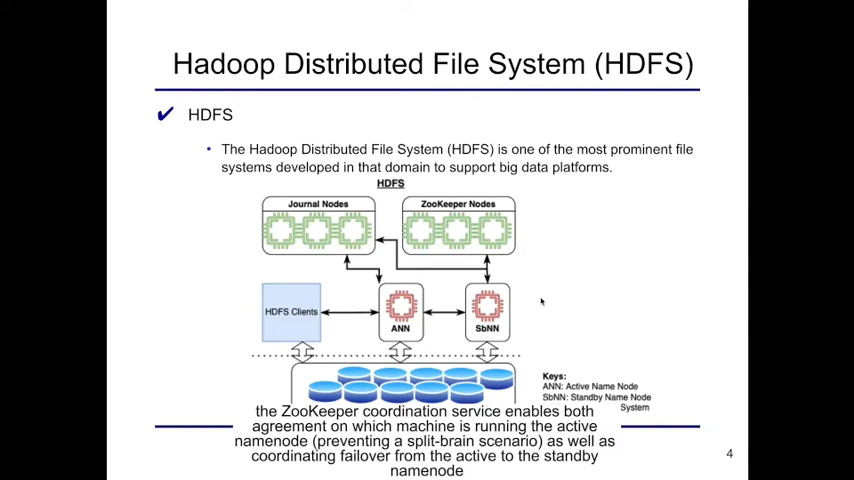 Hadoop Distributed File System (HDFS)
✔ HDFS
• The Hadoop Distributed File System (HDFS) is one of the most prominent file
systems developed in that domain to support big data platforms.
HDFS
Journal Nodes
ZooKeeper Nodes
HDFS Clients
ANN
SbNN
Keys:
ANN: Active Name Node
SbNN: Standby Name Node
System
the ZooKeeper coordination service enables both
agreement on which machine is running the active
namenode (preventing a split-brain scenario) as well as
coordinating failover from the active to the standby
namenode
4